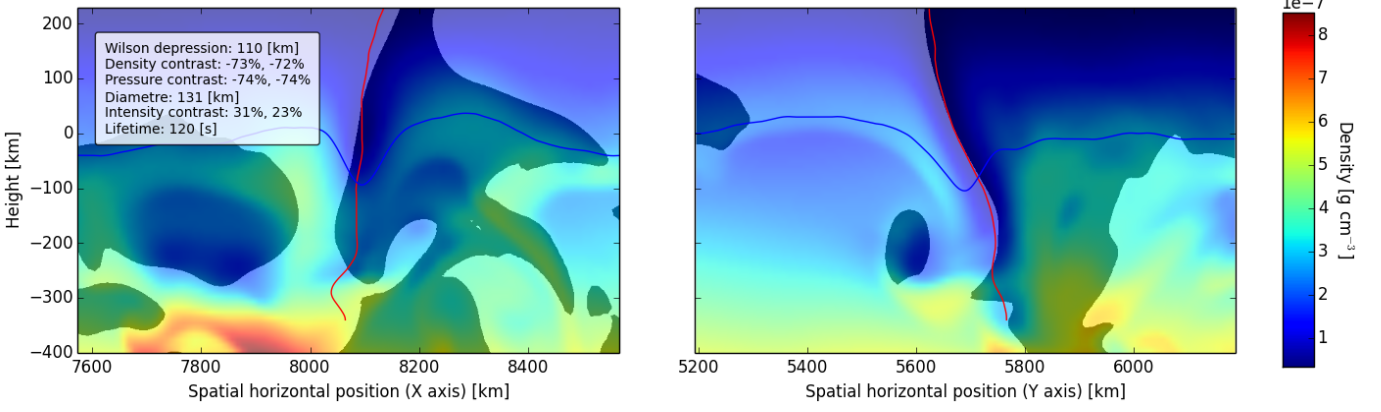 1e−7
200
100
0
−100
−200
−300
−400
Height [km]
Wilson depression: 110 [km]
Density contrast: -73%, -72%
Pressure contrast: -74%, -74%
Diametre: 131 [km]
Intensity contrast: 31%, 23%
Lifetime: 120 [s]
7600 7800 8000 8200 8400
Spatial horizontal position (X axis) [km]
5200 5400 5600 5800 6000
Spatial horizontal position (Y axis) [km]
8
7
6
5
4
3
2
1
Density [g cm⁻³]